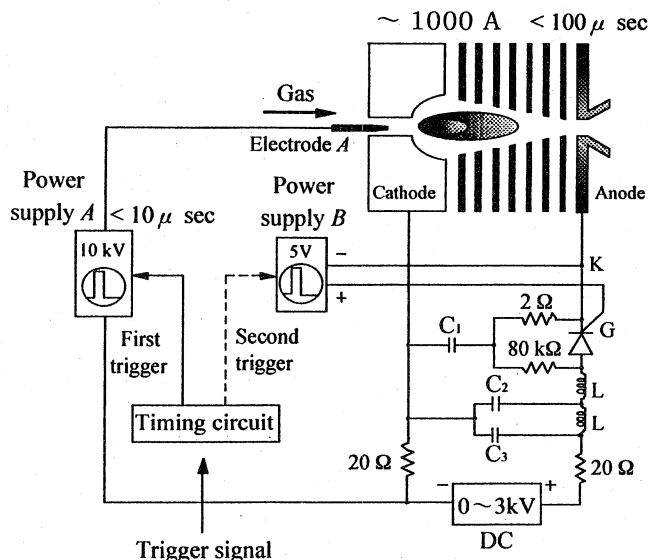 ~ 1000 A < 100 μ sec
Gas
Electrode A
Cathode
Anode
Power
supply A
< 10 μ sec
Power
supply B
10 kV
5V
−
+
K
2 Ω
G
C1
80 kΩ
First
trigger
Second
trigger
C2
L
L
C3
Timing circuit
20 Ω
20 Ω
−
+
0 ~ 3kV
DC
Trigger signal